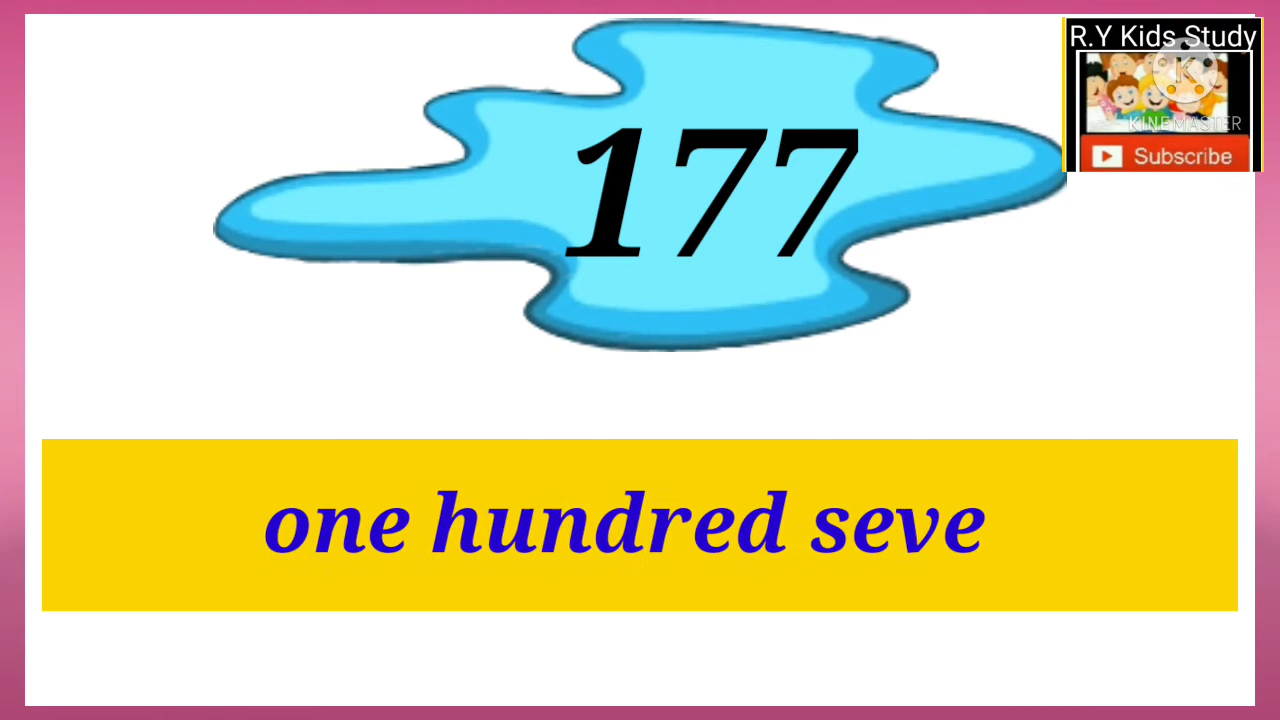 R.Y Kids Study
K
KINEMASTER
Subscribe
177
one hundred seve